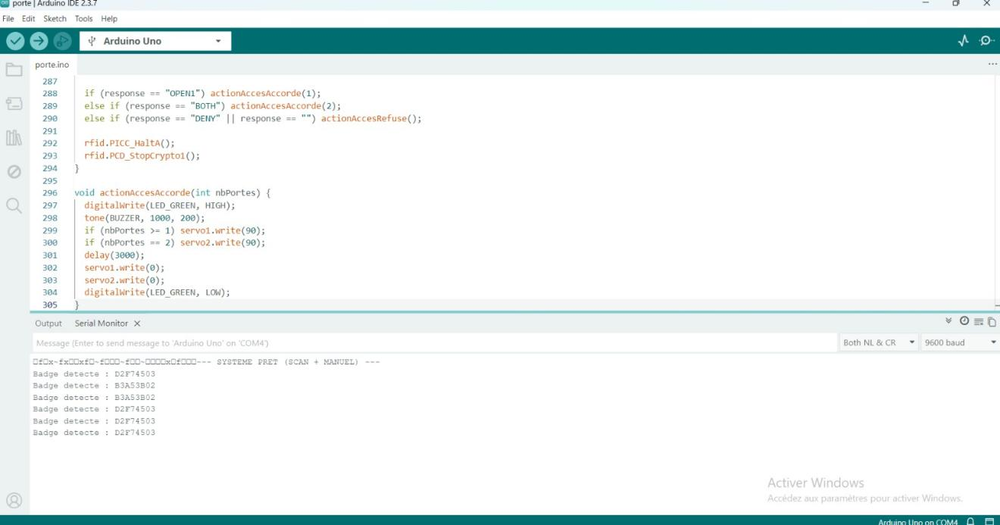 porte | Arduino IDE 2.3.7
File Edit Sketch Tools Help
Arduino Uno
porte.ino
287
288 if (response == "OPEN1") actionAccesAccorde(1);
289 else if (response == "BOTH") actionAccesAccorde(2);
290 else if (response == "DENY" || response == "") actionAccesRefuse();
291
292 rfid.PICC_HaltA();
293 rfid.PCD_StopCrypto1();
294 }
295
296 void actionAccesAccorde(int nbPortes) {
297 digitalWrite(LED_GREEN, HIGH);
298 tone(BUZZER, 1000, 200);
299 if (nbPortes >= 1) servo1.write(90);
300 if (nbPortes == 2) servo2.write(90);
301 delay(3000);
302 servo1.write(0);
303 servo2.write(0);
304 digitalWrite(LED_GREEN, LOW);
305 }
Output Serial Monitor
Message (Enter to send message to 'Arduino Uno' on 'COM4') Both NL & CR 9600 baud
□f□x~fx□□xf□~f□□□~f□□~□□□□x□f□□□--- SYSTEME PRET (SCAN + MANUEL) ---
Badge detecte : D2F74503
Badge detecte : B3A53B02
Badge detecte : B3A53B02
Badge detecte : D2F74503
Badge detecte : D2F74503
Badge detecte : D2F74503
Activer Windows
Accédez aux paramètres pour activer Windows.
Arduino Uno on COM4